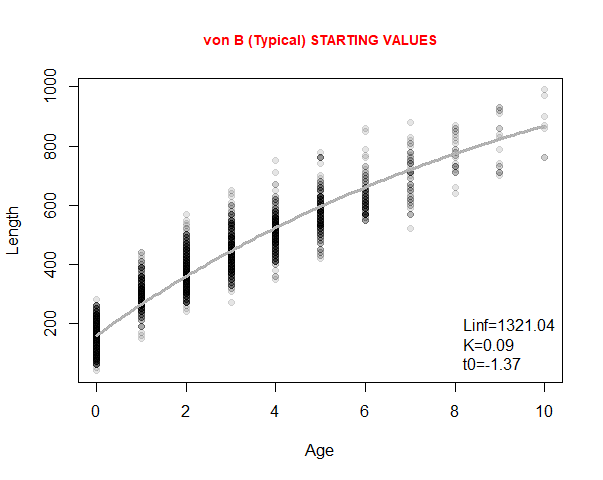 von B (Typical) STARTING VALUES
Length
1000
800
600
400
200
Linf=1321.04
K=0.09
t0=-1.37
0 2 4 6 8 10
Age